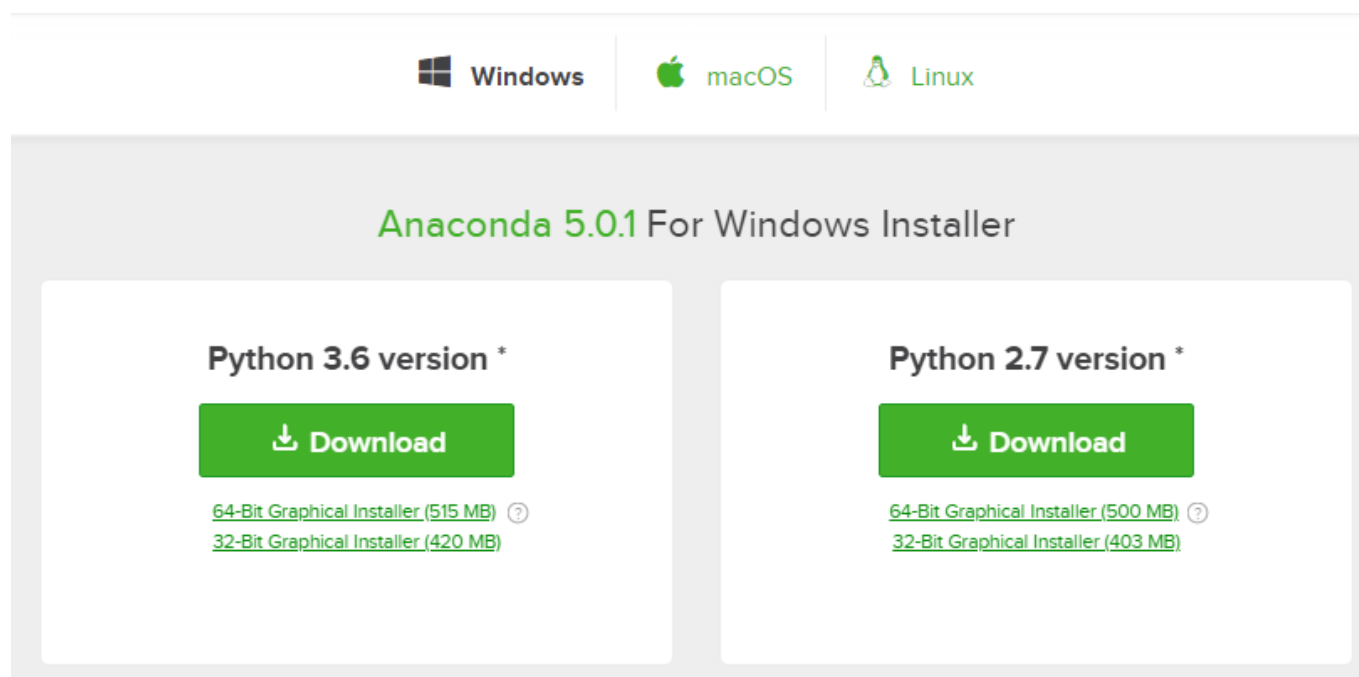 Windows
macOS
Linux
Anaconda 5.0.1 For Windows Installer
Python 3.6 version *
Download
64-Bit Graphical Installer (515 MB) ?
32-Bit Graphical Installer (420 MB)
Python 2.7 version *
Download
64-Bit Graphical Installer (500 MB) ?
32-Bit Graphical Installer (403 MB)